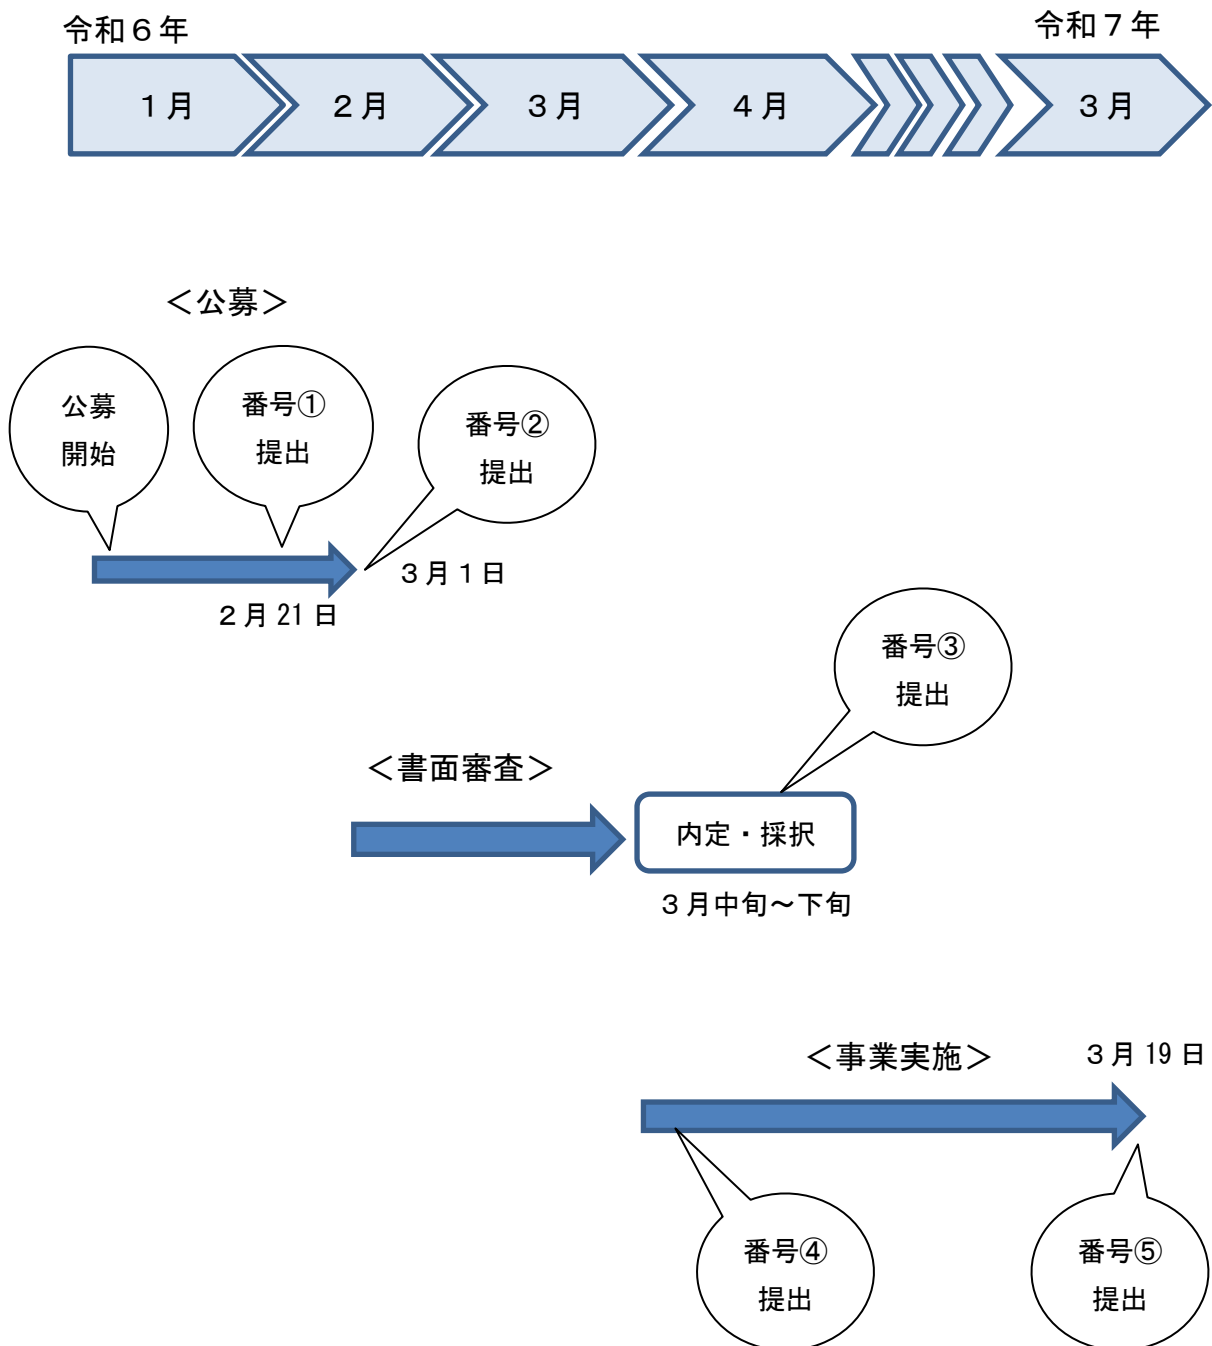 令和６年
令和７年
１月
２月
３月
４月
３月
＜公募＞
公募
開始
番号①
提出
番号②
提出
３月１日
２月 21 日
番号③
提出
＜書面審査＞
内定・採択
３月中旬～下旬
＜事業実施＞
３月 19 日
番号④
提出
番号⑤
提出